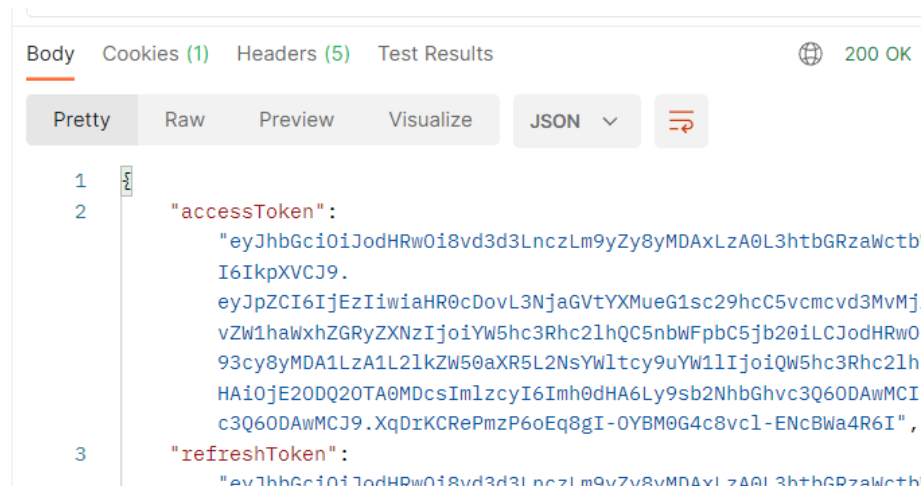 Body Cookies (1) Headers (5) Test Results 200 OK
Pretty Raw Preview Visualize JSON
1 {
2 "accessToken":
"eyJhbGciOiJodHRwOi8vd3d3LnczLm9yZy8yMDAxLzA0L3htbGRzaWctb
I6IkpXVCJ9.
eyJpZCI6IjEzIiwiaHR0cDovL3NjaGVtYXMueG1sc29hcC5vcmcvd3MvMj
vZW1haWxhZGRyZXNzIjoiYW5hc3Rhc2lhQC5nbWFpbC5jb20iLCJodHRwO
93cy8yMDA1LzA1L2lkZW50aXR5L2NsYWltcy9uYW1lIjoiQW5hc3Rhc2lh
HAiOjE2ODQ2OTA0MDcsImlzcyI6Imh0dHA6Ly9sb2NhbGhvc3Q6ODAwMCI
c3Q6ODAwMCJ9.XqDrKCRePmzP6oEq8gI-OYBM0G4c8vcl-ENcBWa4R6I",
3 "refreshToken":
"eyJhbGciOiJodHRwOi8vd3d3LnczLm9yZy8yMDAxLzA0L3htbGRzaWctb